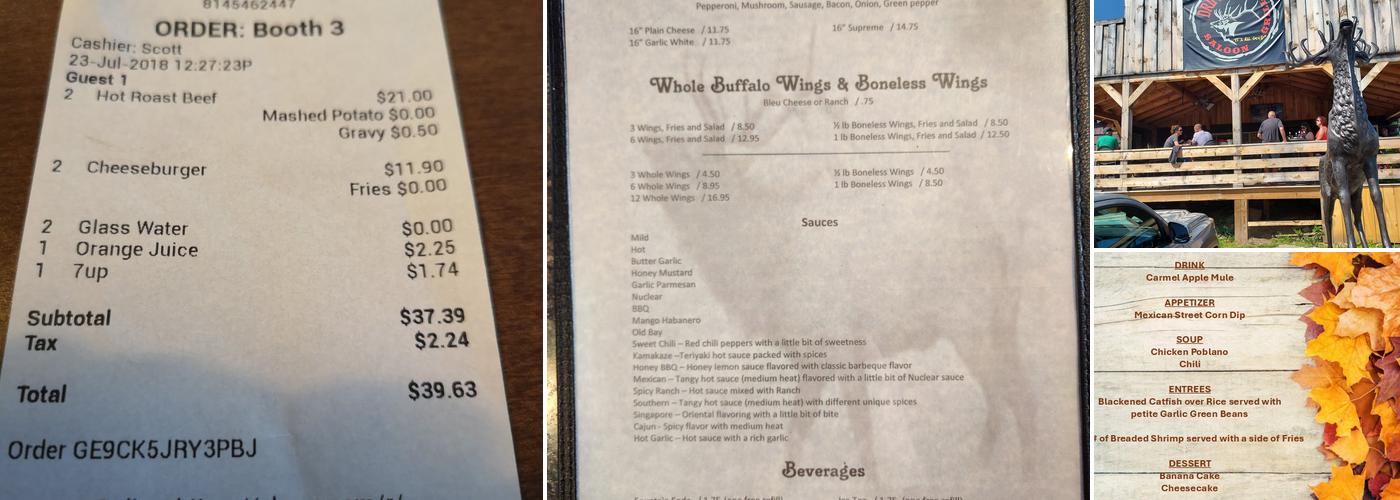 8145462447
ORDER: Booth 3
Cashier: Scott
23-Jul-2018 12:27:23P
Guest 1
2 Hot Roast Beef $21.00
Mashed Potato $0.00
Gravy $0.50
2 Cheeseburger $11.90
Fries $0.00
2 Glass Water $0.00
1 Orange Juice $2.25
1 7up $1.74
Subtotal $37.39
Tax $2.24
Total $39.63
Order GE9CK5JRY3PBJ
Pepperoni, Mushroom, Sausage, Bacon, Onion, Green pepper
16" Plain Cheese / 11.75 16" Supreme / 14.75
16" Garlic White / 11.75
Whole Buffalo Wings & Boneless Wings
Bleu Cheese or Ranch / .75
3 Wings, Fries and Salad / 8.50 ½ lb Boneless Wings, Fries and Salad / 8.50
6 Wings, Fries and Salad / 12.95 1 lb Boneless Wings, Fries and Salad / 12.50
3 Whole Wings / 4.50 ½ lb Boneless Wings / 4.50
6 Whole Wings / 8.95 1 lb Boneless Wings / 8.50
12 Whole Wings / 16.95
Sauces
Mild
Hot
Butter Garlic
Honey Mustard
Garlic Parmesan
Nuclear
BBQ
Mango Habanero
Old Bay
Sweet Chili – Red chili peppers with a little bit of sweetness
Kamakaze –Teriyaki hot sauce packed with spices
Honey BBQ – Honey lemon sauce flavored with classic barbeque flavor
Mexican – Tangy hot sauce (medium heat) flavored with a little bit of Nuclear sauce
Spicy Ranch – Hot sauce mixed with Ranch
Southern – Tangy hot sauce (medium heat) with different unique spices
Singapore – Oriental flavoring with a little bit of bite
Cajun - Spicy flavor with medium heat
Hot Garlic – Hot sauce with a rich garlic
Beverages
SALOON
DRINK
Carmel Apple Mule
APPETIZER
Mexican Street Corn Dip
SOUP
Chicken Poblano
Chili
ENTREES
Blackened Catfish over Rice served with
petite Garlic Green Beans
of Breaded Shrimp served with a side of Fries
DESSERT
Banana Cake
Cheesecake